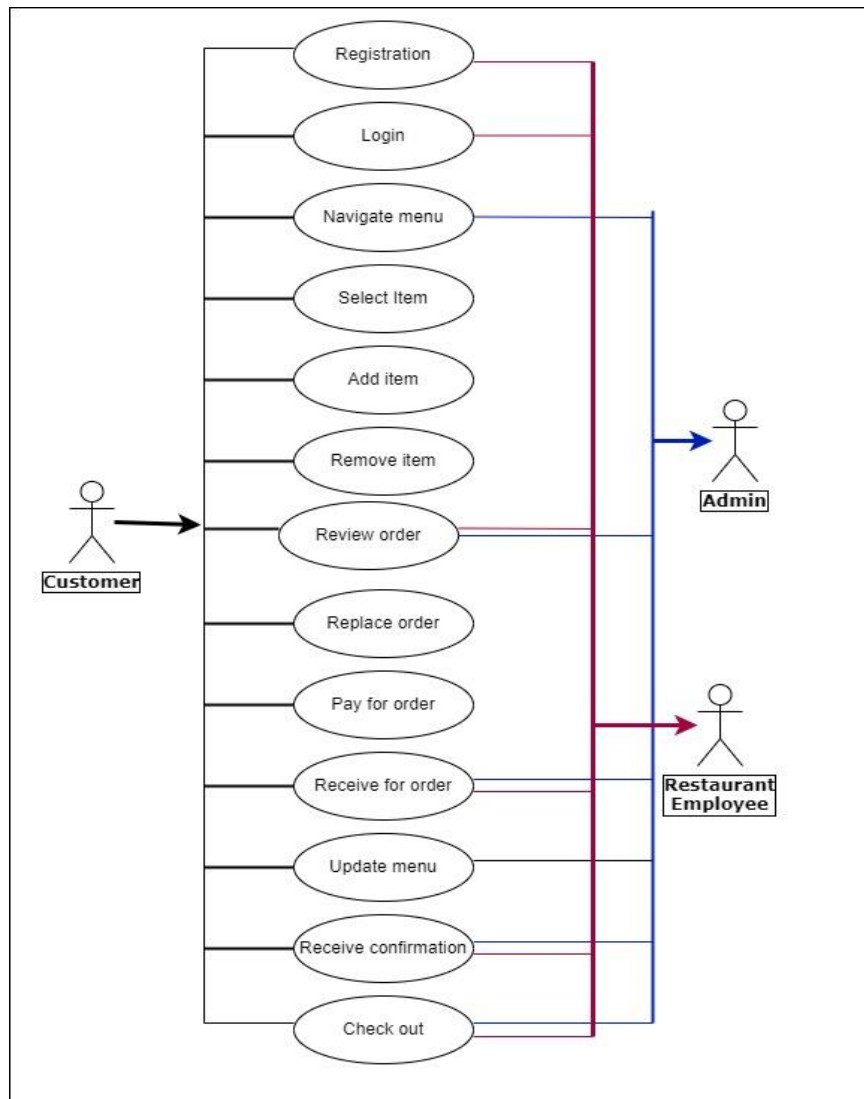 Registration
Login
Navigate menu
Select Item
Add item
Remove item
Admin
Review order
Customer
Replace order
Pay for order
Receive for order
Restaurant
Employee
Update menu
Receive confirmation
Check out